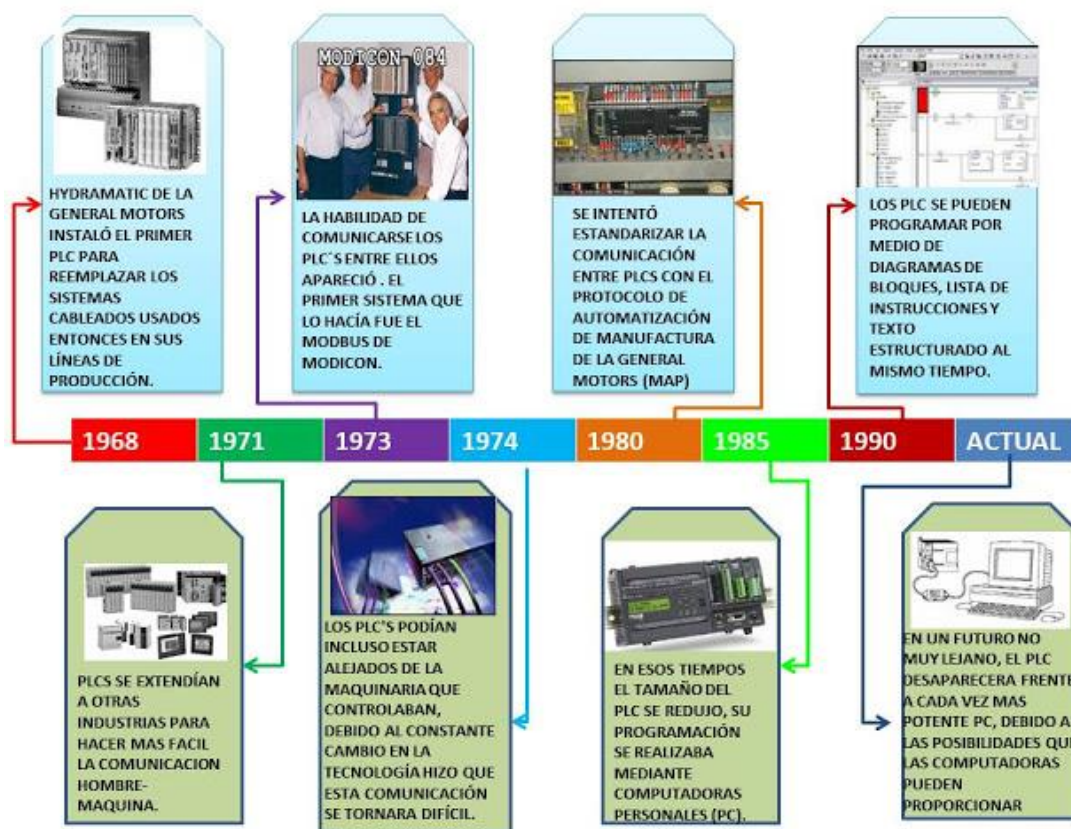 HYDRAMATIC DE LA
GENERAL MOTORS
INSTALÓ EL PRIMER
PLC PARA
REEMPLAZAR LOS
SISTEMAS
CABLEADOS USADOS
ENTONCES EN SUS
LÍNEAS DE
PRODUCCIÓN.
MODICON 084
LA HABILIDAD DE
COMUNICARSE LOS
PLC´S ENTRE ELLOS
APARECIÓ . EL
PRIMER SISTEMA QUE
LO HACÍA FUE EL
MODBUS DE
MODICON.
SE INTENTÓ
ESTANDARIZAR LA
COMUNICACIÓN
ENTRE PLCS CON EL
PROTOCOLO DE
AUTOMATIZACIÓN
DE MANUFACTURA
DE LA GENERAL
MOTORS (MAP)
LOS PLC SE PUEDEN
PROGRAMAR POR
MEDIO DE
DIAGRAMAS DE
BLOQUES, LISTA DE
INSTRUCCIONES Y
TEXTO
ESTRUCTURADO AL
MISMO TIEMPO.
1968 1971 1973 1974 1980 1985 1990 ACTUAL
PLCS SE EXTENDÍAN
A OTRAS
INDUSTRIAS PARA
HACER MAS FACIL
LA COMUNICACION
HOMBRE-
MAQUINA.
LOS PLC'S PODÍAN
INCLUSO ESTAR
ALEJADOS DE LA
MAQUINARIA QUE
CONTROLABAN,
DEBIDO AL CONSTANTE
CAMBIO EN LA
TECNOLOGÍA HIZO QUE
ESTA COMUNICACIÓN
SE TORNARA DIFÍCIL.
EN ESOS TIEMPOS
EL TAMAÑO DEL
PLC SE REDUJO, SU
PROGRAMACIÓN
SE REALIZABA
MEDIANTE
COMPUTADORAS
PERSONALES (PC).
EN UN FUTURO NO
MUY LEJANO, EL PLC
DESAPARECERA FRENTE
A CADA VEZ MAS
POTENTE PC, DEBIDO A
LAS POSIBILIDADES QUE
LAS COMPUTADORAS
PUEDEN
PROPORCIONAR